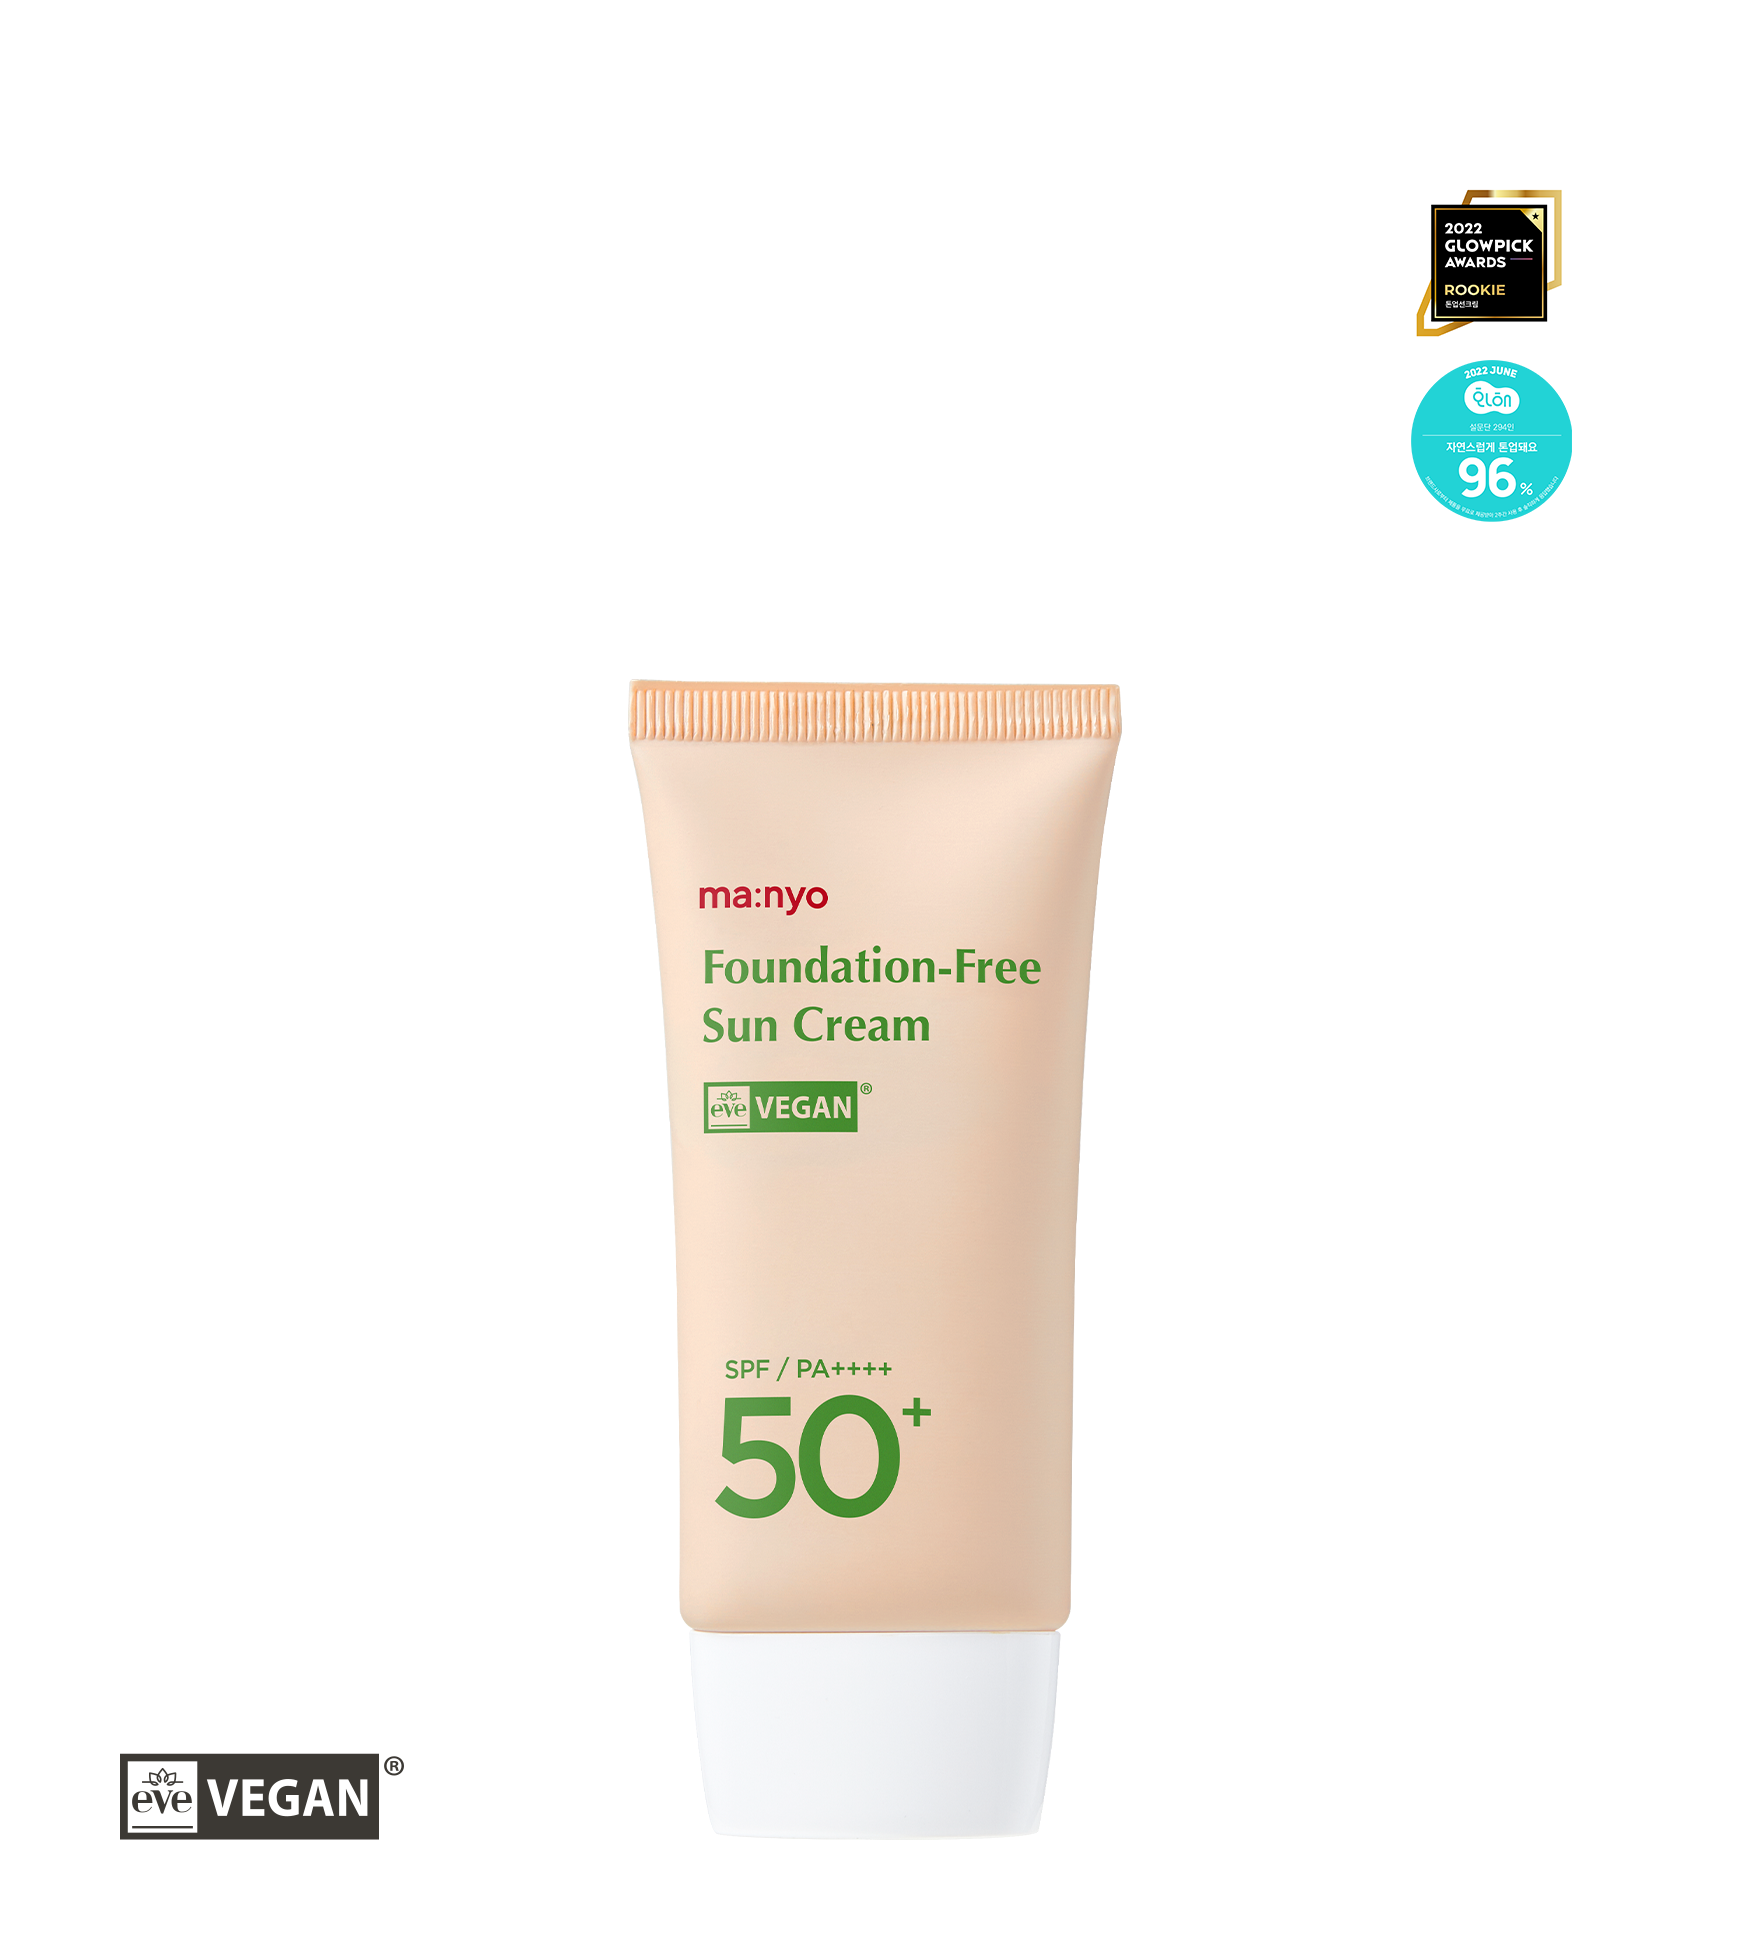 2022
GLOWPICK
AWARDS
ROOKIE
톤업선크림
2022 JUNE
설문단 294인
자연스럽게 톤업돼요
96 %
ma:nyo
Foundation-Free
Sun Cream
eve VEGAN®
SPF / PA++++
50+
eve VEGAN®